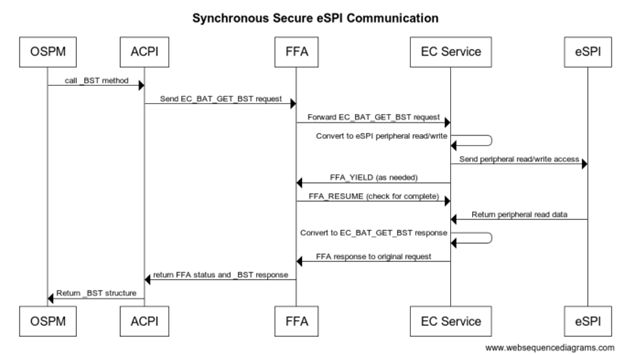 Synchronous Secure eSPI Communication
OSPM ACPI FFA EC Service eSPI
call _BST method
Send EC_BAT_GET_BST request
Forward EC_BAT_GET_BST request
Convert to eSPI peripheral read/write
Send peripheral read/write access
FFA_YIELD (as needed)
FFA_RESUME (check for complete)
Return peripheral read data
Convert to EC_BAT_GET_BST response
FFA response to original request
return FFA status and _BST response
Return _BST structure
OSPM ACPI FFA EC Service eSPI
www.websequencediagrams.com